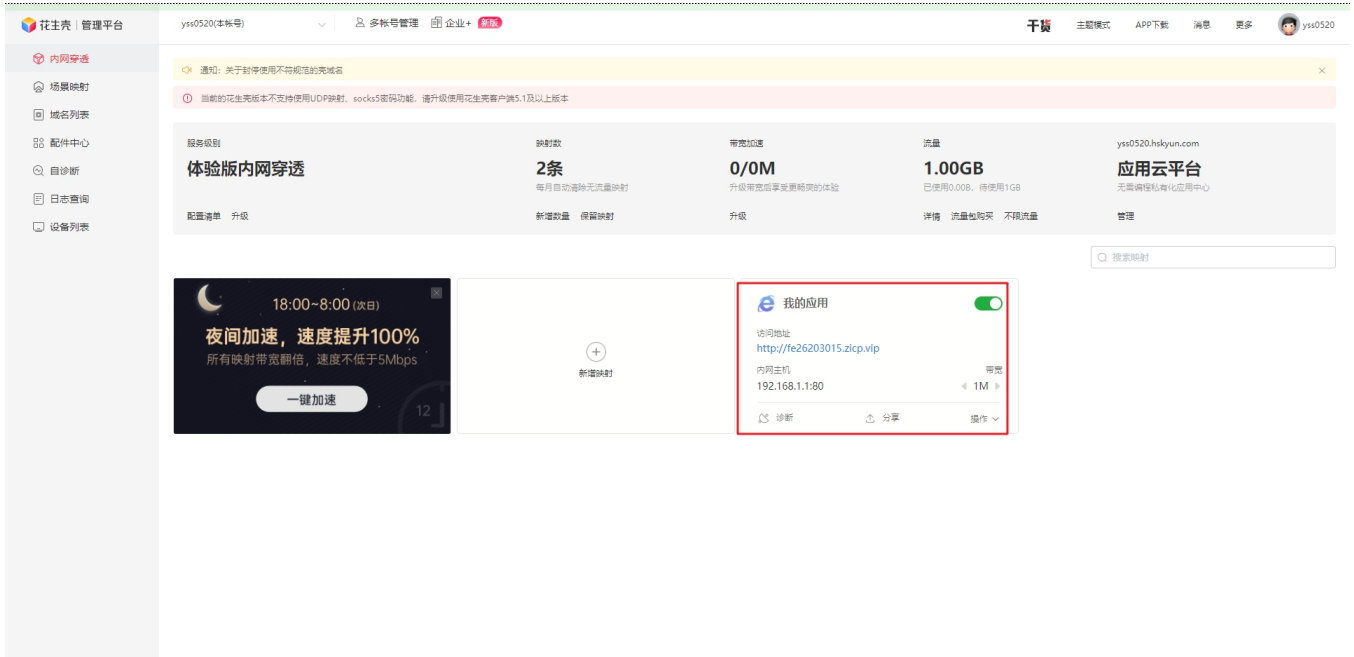 花生壳 | 管理平台
yss0520(本帐号)
多帐号管理
企业+
新版
干货
主题模式
APP下载
消息
更多
yss0520
内网穿透
场景映射
域名列表
配件中心
自诊断
日志查询
设备列表
通知：关于封停使用不符规范的壳域名
当前的花生壳版本不支持使用UDP映射、socks5密码功能，请升级使用花生壳客户端5.1及以上版本
服务级别
体验版内网穿透
配置清单 升级
映射数
2条
每月自动清除无流量映射
新增数量 保留映射
带宽加速
0/0M
升级带宽后享受更畅爽的体验
升级
流量
1.00GB
已使用0.00B，待使用1GB
详情 流量包购买 不限流量
yss0520.hskyun.com
应用云平台
无需编程私有化应用中心
管理
搜索映射
18:00~8:00 (次日)
夜间加速，速度提升100%
所有映射带宽翻倍，速度不低于5Mbps
一键加速
12
新增映射
我的应用
访问地址
http://fe26203015.zicp.vip
内网主机 带宽
192.168.1.1:80 1M
诊断 分享 操作